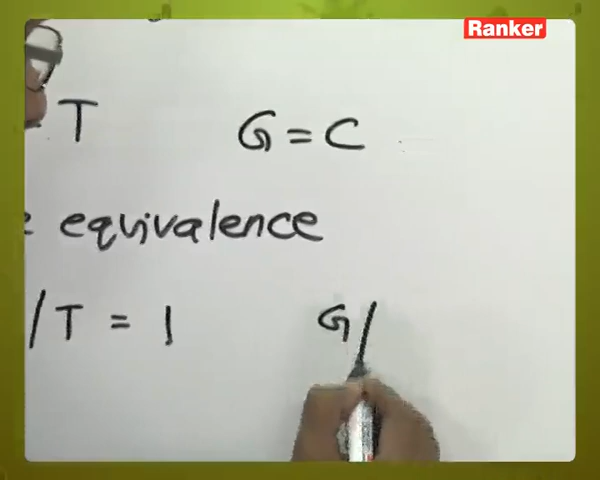 Ranker
T G = C
equivalence
/T = 1 G/